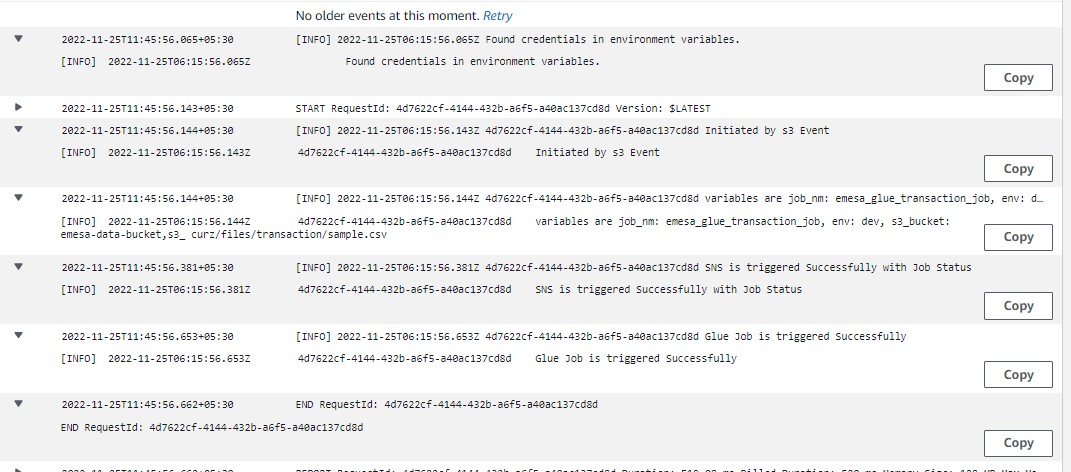 No older events at this moment. Retry
2022-11-25T11:45:56.065+05:30 [INFO] 2022-11-25T06:15:56.065Z Found credentials in environment variables.
[INFO] 2022-11-25T06:15:56.065Z Found credentials in environment variables.
Copy
2022-11-25T11:45:56.143+05:30 START RequestId: 4d7622cf-4144-432b-a6f5-a40ac137cd8d Version: $LATEST
2022-11-25T11:45:56.144+05:30 [INFO] 2022-11-25T06:15:56.143Z 4d7622cf-4144-432b-a6f5-a40ac137cd8d Initiated by s3 Event
[INFO] 2022-11-25T06:15:56.143Z 4d7622cf-4144-432b-a6f5-a40ac137cd8d Initiated by s3 Event
Copy
2022-11-25T11:45:56.144+05:30 [INFO] 2022-11-25T06:15:56.144Z 4d7622cf-4144-432b-a6f5-a40ac137cd8d variables are job_nm: emesa_glue_transaction_job, env: d…
[INFO] 2022-11-25T06:15:56.144Z 4d7622cf-4144-432b-a6f5-a40ac137cd8d variables are job_nm: emesa_glue_transaction_job, env: dev, s3_bucket:
emesa-data-bucket,s3_ curz/files/transaction/sample.csv
Copy
2022-11-25T11:45:56.381+05:30 [INFO] 2022-11-25T06:15:56.381Z 4d7622cf-4144-432b-a6f5-a40ac137cd8d SNS is triggered Successfully with Job Status
[INFO] 2022-11-25T06:15:56.381Z 4d7622cf-4144-432b-a6f5-a40ac137cd8d SNS is triggered Successfully with Job Status
Copy
2022-11-25T11:45:56.653+05:30 [INFO] 2022-11-25T06:15:56.653Z 4d7622cf-4144-432b-a6f5-a40ac137cd8d Glue Job is triggered Successfully
[INFO] 2022-11-25T06:15:56.653Z 4d7622cf-4144-432b-a6f5-a40ac137cd8d Glue Job is triggered Successfully
Copy
2022-11-25T11:45:56.662+05:30 END RequestId: 4d7622cf-4144-432b-a6f5-a40ac137cd8d
END RequestId: 4d7622cf-4144-432b-a6f5-a40ac137cd8d
Copy